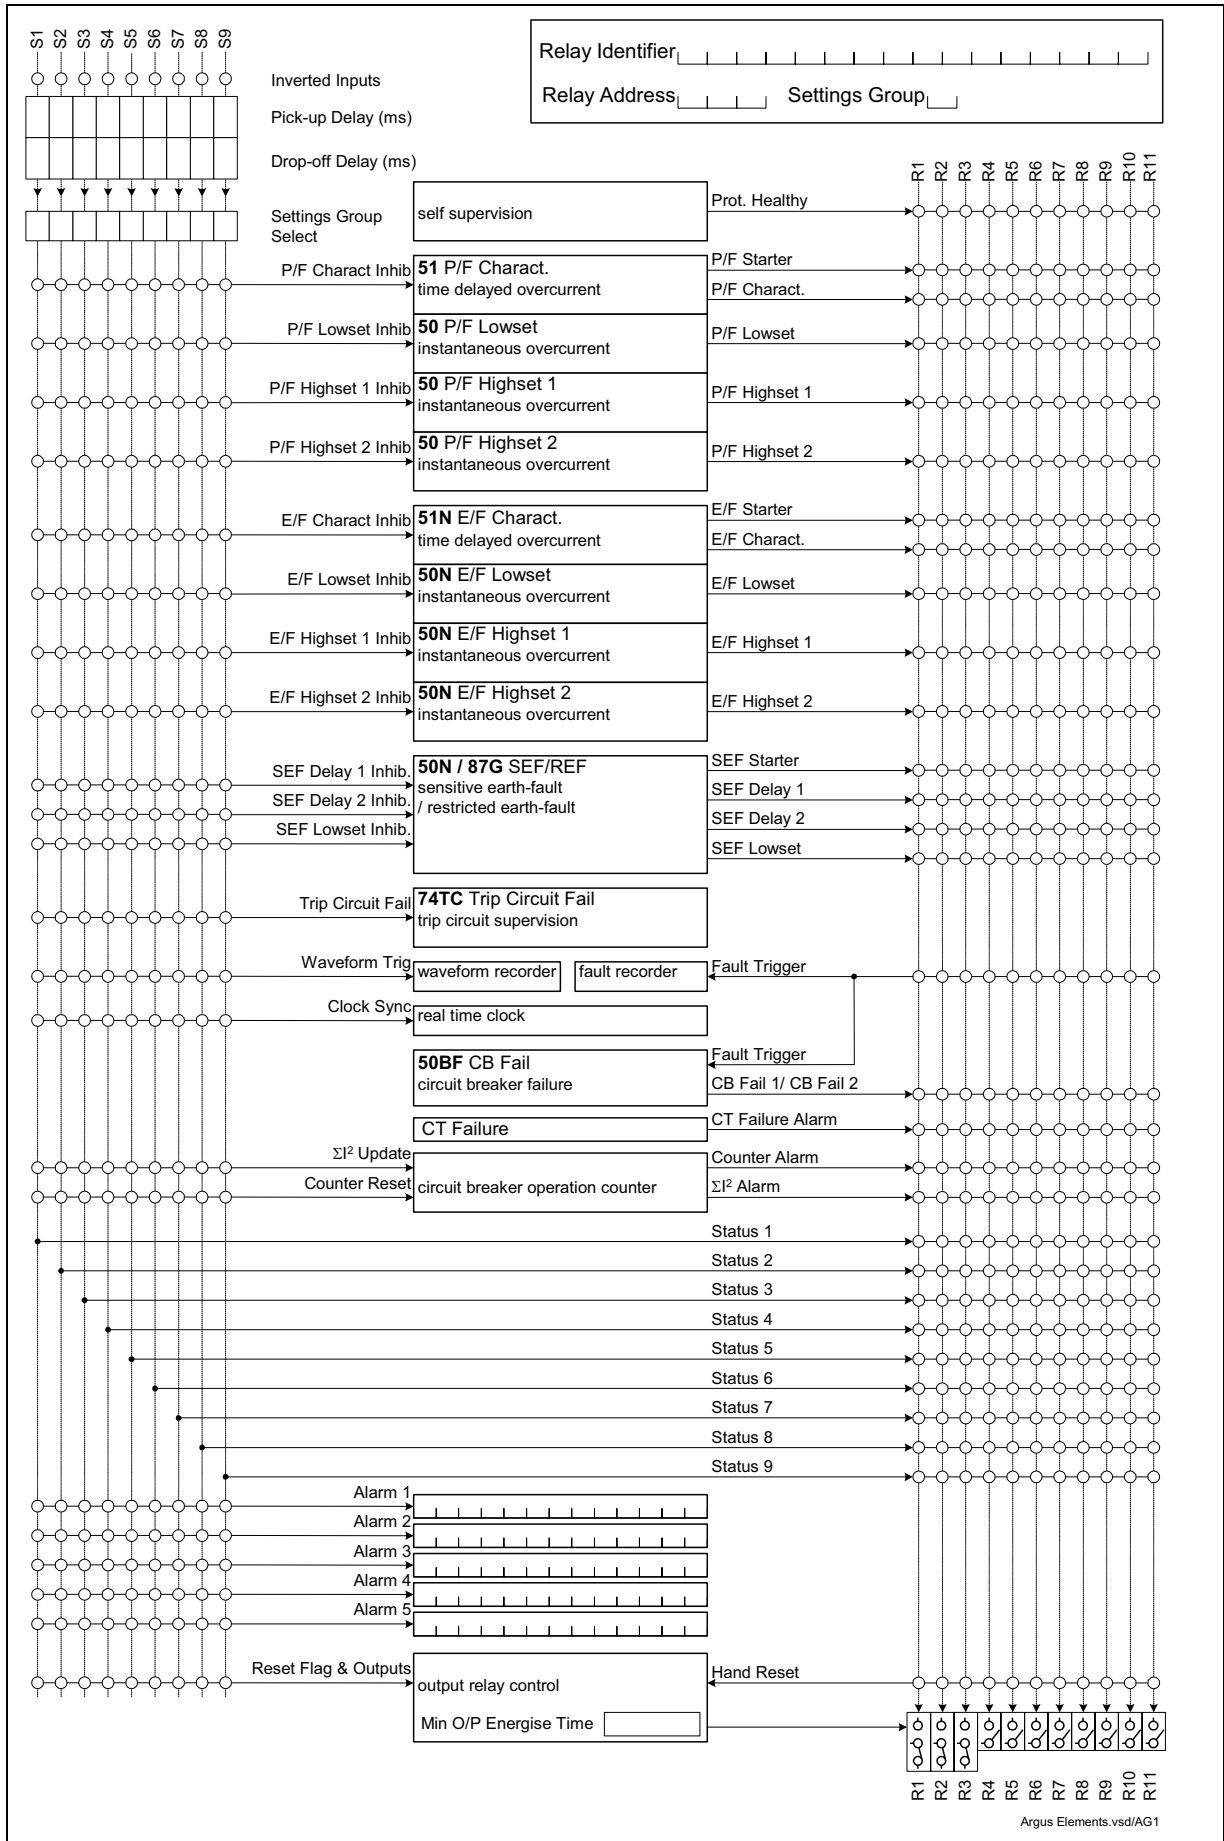 S1 S2 S3 S4 S5 S6 S7 S8 S9
Relay Identifier
Relay Address Settings Group
Inverted Inputs
Pick-up Delay (ms)
Drop-off Delay (ms)
Settings Group
Select
R1 R2 R3 R4 R5 R6 R7 R8 R9 R10 R11
self supervision
Prot. Healthy
P/F Charact Inhib
51 P/F Charact.
time delayed overcurrent
P/F Starter
P/F Charact.
P/F Lowset Inhib
50 P/F Lowset
instantaneous overcurrent
P/F Lowset
P/F Highset 1 Inhib
50 P/F Highset 1
instantaneous overcurrent
P/F Highset 1
P/F Highset 2 Inhib
50 P/F Highset 2
instantaneous overcurrent
P/F Highset 2
E/F Charact Inhib
51N E/F Charact.
time delayed overcurrent
E/F Starter
E/F Charact.
E/F Lowset Inhib
50N E/F Lowset
instantaneous overcurrent
E/F Lowset
E/F Highset 1 Inhib
50N E/F Highset 1
instantaneous overcurrent
E/F Highset 1
E/F Highset 2 Inhib
50N E/F Highset 2
instantaneous overcurrent
E/F Highset 2
SEF Delay 1 Inhib.
SEF Delay 2 Inhib.
SEF Lowset Inhib.
50N / 87G SEF/REF
sensitive earth-fault
/ restricted earth-fault
SEF Starter
SEF Delay 1
SEF Delay 2
SEF Lowset
Trip Circuit Fail
74TC Trip Circuit Fail
trip circuit supervision
Waveform Trig
waveform recorder
fault recorder
Fault Trigger
Clock Sync
real time clock
50BF CB Fail
circuit breaker failure
Fault Trigger
CB Fail 1/ CB Fail 2
CT Failure
CT Failure Alarm
ΣI² Update
Counter Reset
circuit breaker operation counter
Counter Alarm
ΣI² Alarm
Status 1
Status 2
Status 3
Status 4
Status 5
Status 6
Status 7
Status 8
Status 9
Alarm 1
Alarm 2
Alarm 3
Alarm 4
Alarm 5
Reset Flag & Outputs
output relay control
Hand Reset
Min O/P Energise Time
R1 R2 R3 R4 R5 R6 R7 R8 R9 R10 R11
Argus Elements.vsd/AG1